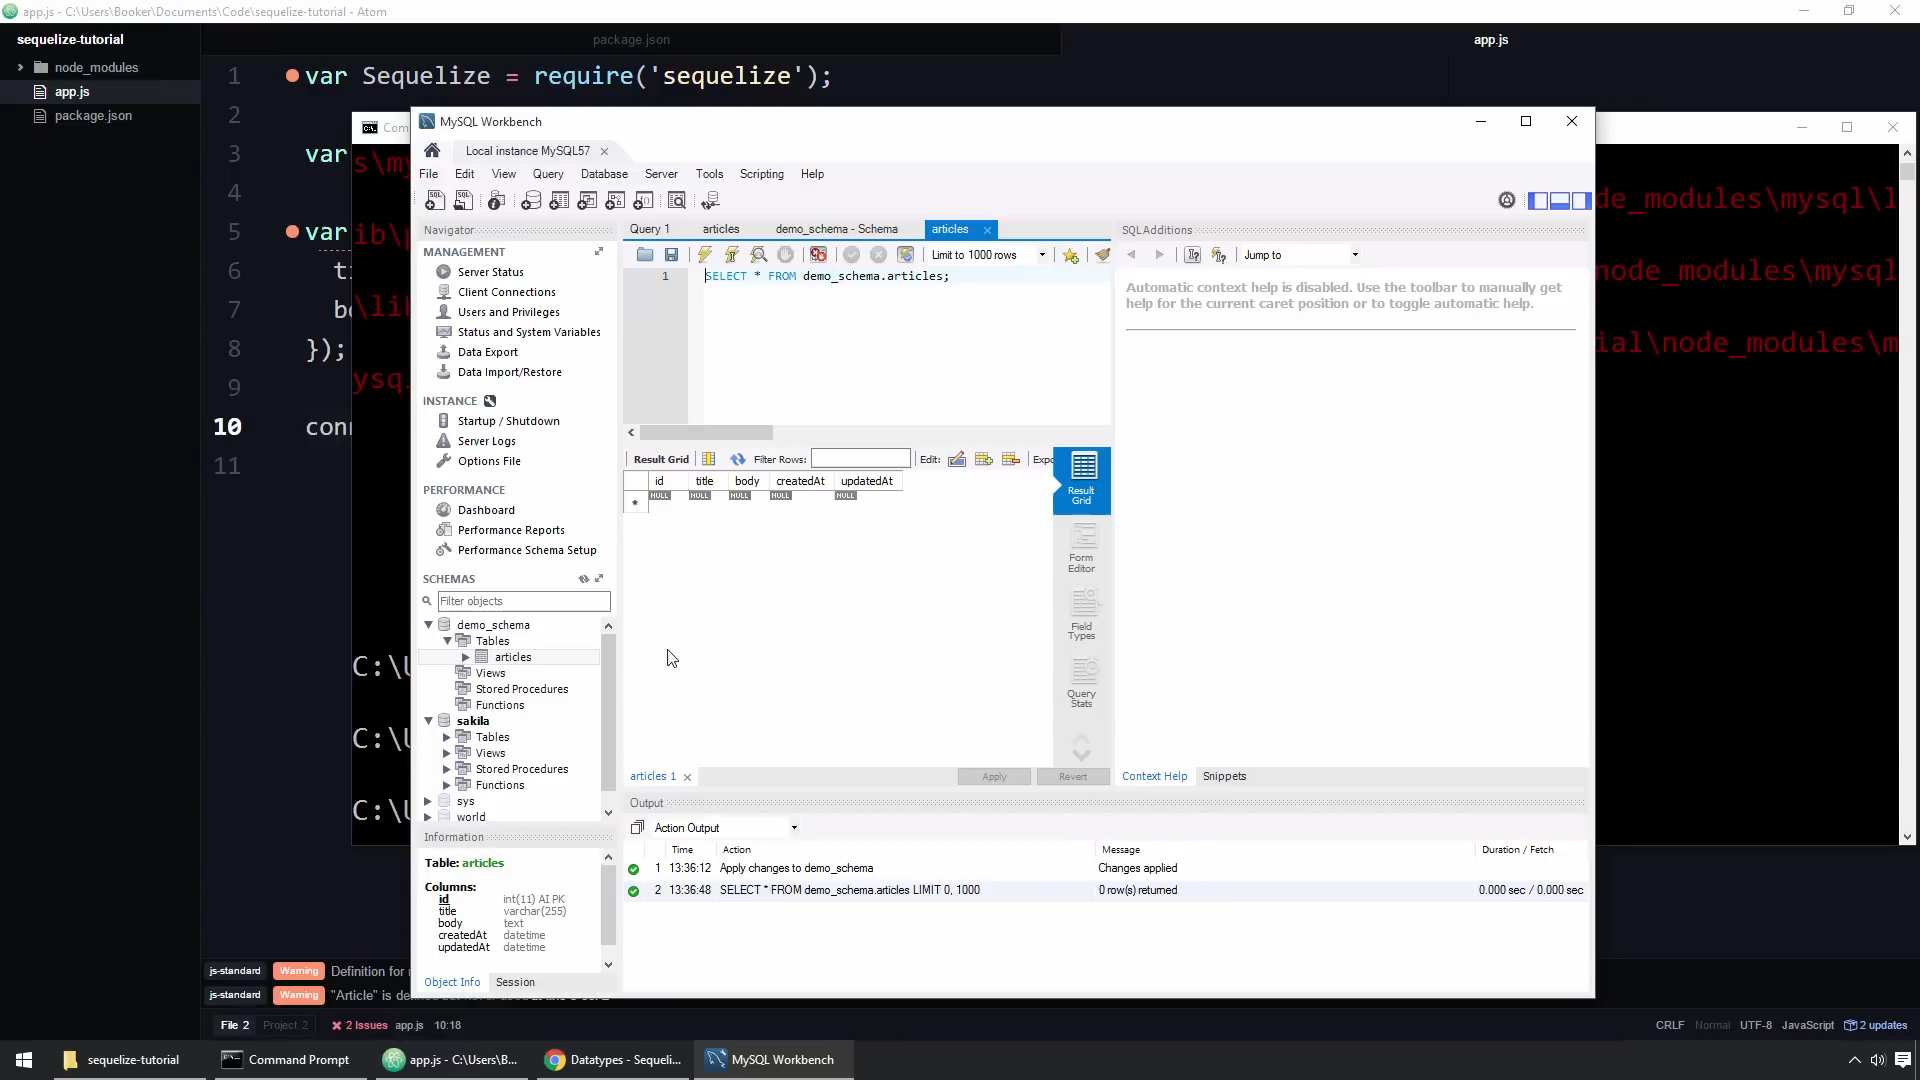 app.js - C:\Users\Booker\Documents\Code\sequelize-tutorial - Atom
sequelize-tutorial
node_modules
app.js
package.json
package.json
app.js
1 var Sequelize = require('sequelize');
2
3 var
4
5 var
6
7
8 });
9
10
11
MySQL Workbench
Local instance MySQL57
File Edit View Query Database Server Tools Scripting Help
Navigator
MANAGEMENT
Server Status
Client Connections
Users and Privileges
Status and System Variables
Data Export
Data Import/Restore
INSTANCE
Startup / Shutdown
Server Logs
Options File
PERFORMANCE
Dashboard
Performance Reports
Performance Schema Setup
SCHEMAS
Filter objects
demo_schema
Tables
articles
Views
Stored Procedures
Functions
sakila
Tables
Views
Stored Procedures
Functions
sys
world
Information
Table: articles
Columns:
id int(11) AI PK
title varchar(255)
body text
createdAt datetime
updatedAt datetime
Object Info Session
Query 1 articles demo_schema - Schema articles
Limit to 1000 rows
1 SELECT * FROM demo_schema.articles;
Result Grid Filter Rows: Edit: Expo
id title body createdAt updatedAt
NULL NULL NULL NULL NULL
Result Grid
Form Editor
Field Types
Query Stats
articles 1 Apply Revert
SQLAdditions
Jump to
Automatic context help is disabled. Use the toolbar to manually get
help for the current caret position or to toggle automatic help.
Context Help Snippets
Output
Action Output
Time Action Message Duration / Fetch
1 13:36:12 Apply changes to demo_schema Changes applied
2 13:36:48 SELECT * FROM demo_schema.articles LIMIT 0, 1000 0 row(s) returned 0.000 sec / 0.000 sec
de_modules\mysql\l
node_modules\mysql
ial\node_modules\m
ysql
C:\U
C:\U
C:\U
js-standard Warning Definition for
js-standard Warning "Article" is defined
File 2 Project 2 2 Issues app.js 10:18
CRLF Normal UTF-8 JavaScript 2 updates
sequelize-tutorial
Command Prompt
app.js - C:\Users\B...
Datatypes - Sequeli...
MySQL Workbench